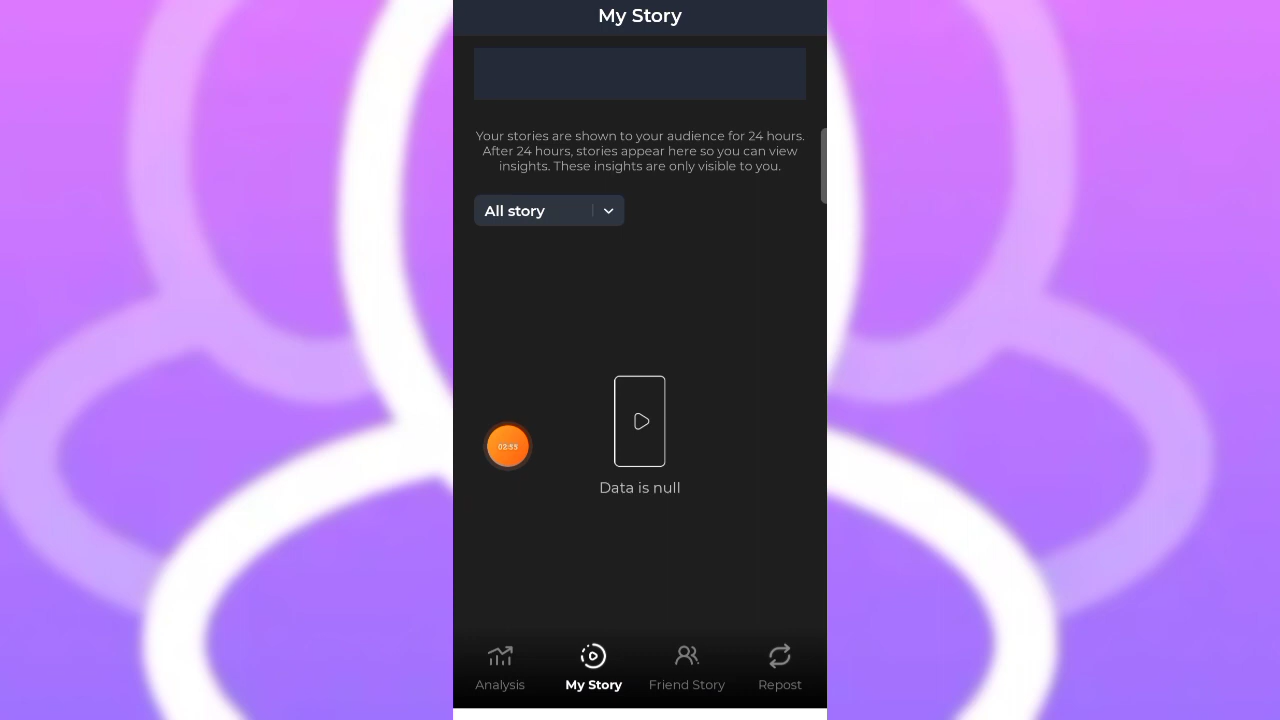 My Story
Your stories are shown to your audience for 24 hours.
After 24 hours, stories appear here so you can view
insights. These insights are only visible to you.
All story
02:55
Data is null
Analysis
My Story
Friend Story
Repost